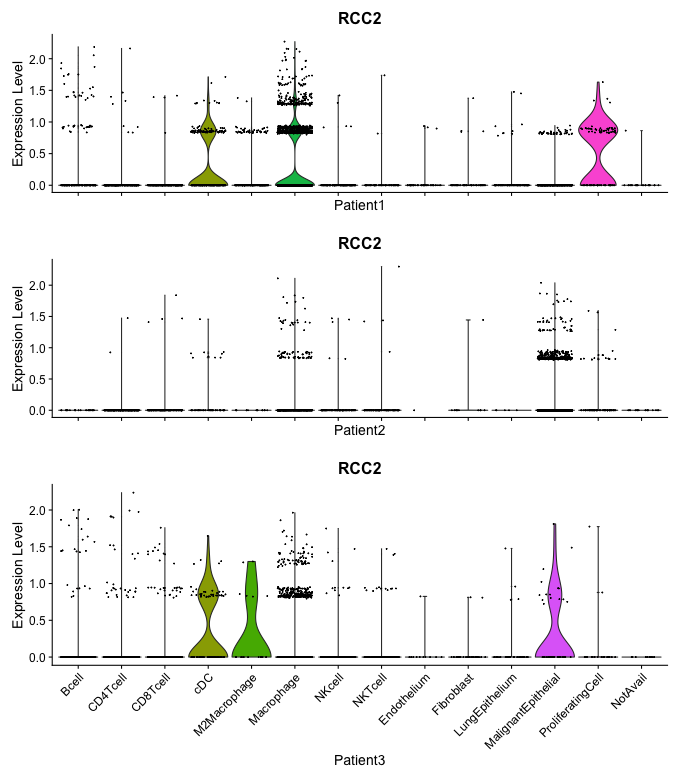 RCC2
Expression Level
2.0
1.5
1.0
0.5
0.0
Patient1
RCC2
Expression Level
2.0
1.5
1.0
0.5
0.0
Patient2
RCC2
Expression Level
2.0
1.5
1.0
0.5
0.0
Bcell
CD4Tcell
CD8Tcell
cDC
M2Macrophage
Macrophage
NKcell
NKTcell
Endothelium
Fibroblast
LungEpithelium
MalignantEpithelial
ProliferatingCell
NotAvail
Patient3